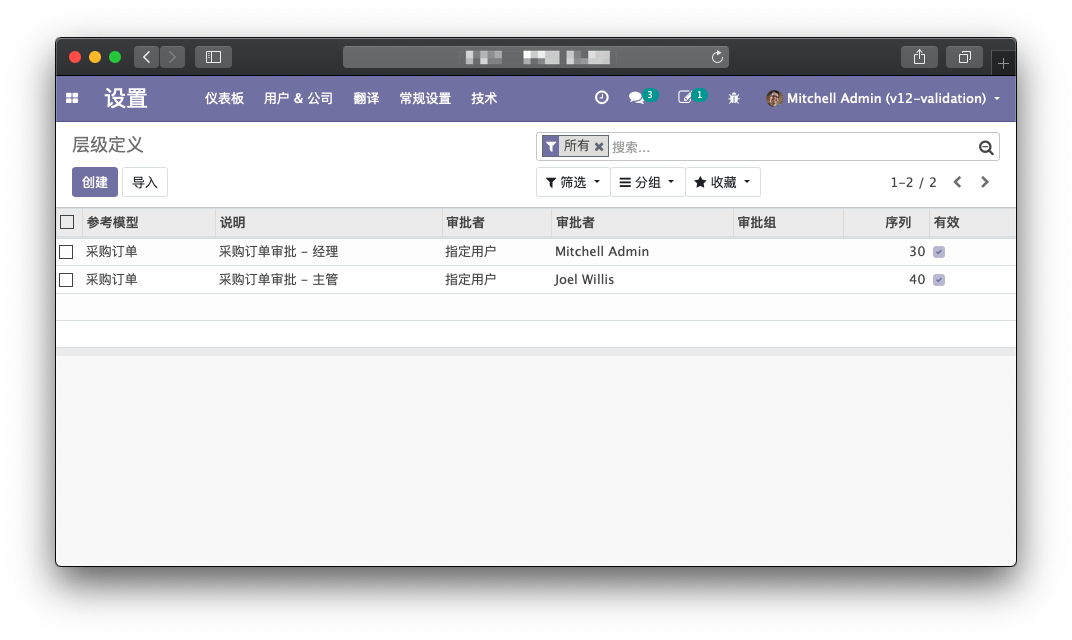 设置 仪表板 用户 & 公司 翻译 常规设置 技术 3 1 Mitchell Admin (v12-validation)
层级定义
所有 搜索...
创建 导入 筛选 分组 收藏 1-2 / 2
参考模型 说明 审批者 审批者 审批组 序列 有效
采购订单 采购订单审批 - 经理 指定用户 Mitchell Admin 30
采购订单 采购订单审批 - 主管 指定用户 Joel Willis 40